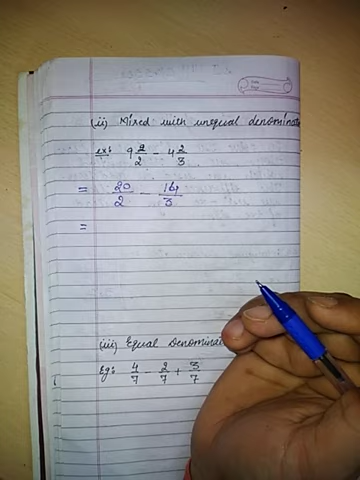 (ii) Mixed with unequal denominat
ex: 9 2/2 - 4 2/3
= 20/2 - 14/3
=
(iii) Equal Denominat
Eg: 4/7 - 2/7 + 3/7